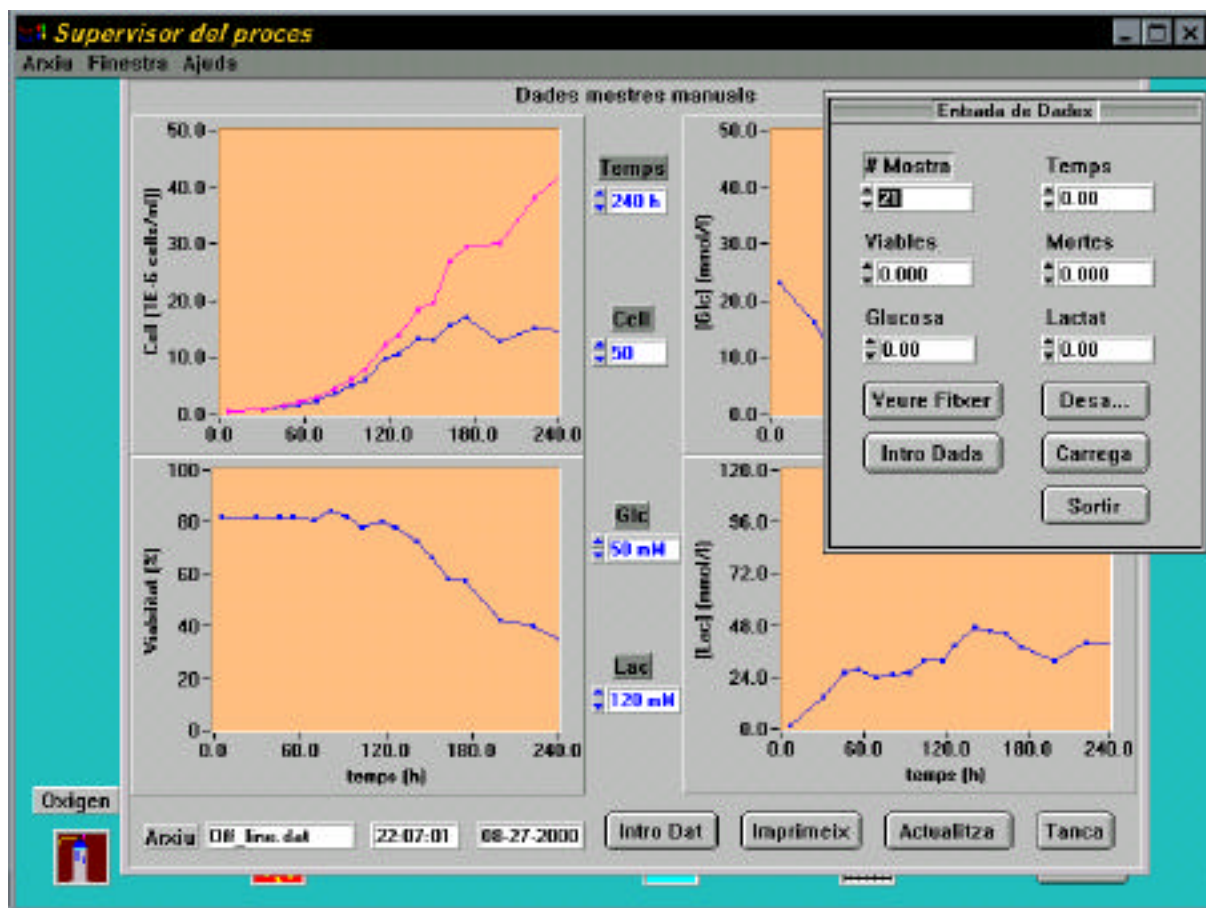 Supervisor del proces
Arxiu Finestra Ajuda
Dades mostres manuals
50.0
40.0
30.0
20.0
10.0
0.0
Cell [1E-6 cells/ml)]
0.0 60.0 120.0 180.0 240.0
Temps
240 h
Cell
50
50.0
40.0
30.0
20.0
10.0
0.0
[Glc] (mmol/l)
0.0
Entrada de Dades
# Mostra Temps
20 0.00
Viables Mortes
0.000 0.000
Glucosa Lactat
0.00 0.00
Veure Fitxer Desa...
Intro Dada Carrega
Sortir
100
80
60
40
20
0
Viabilitat (%)
0.0 60.0 120.0 180.0 240.0
temps (h)
Glc
50 mM
Lac
120 mM
120.0
96.0
72.0
48.0
24.0
0.0
[Lac] (mmol/l)
0.0 60.0 120.0 180.0 240.0
temps (h)
Oxigen
Arxiu Off_line.dat 22:07:01 08-27-2000 Intro Dat Imprimeix Actualitza Tanca